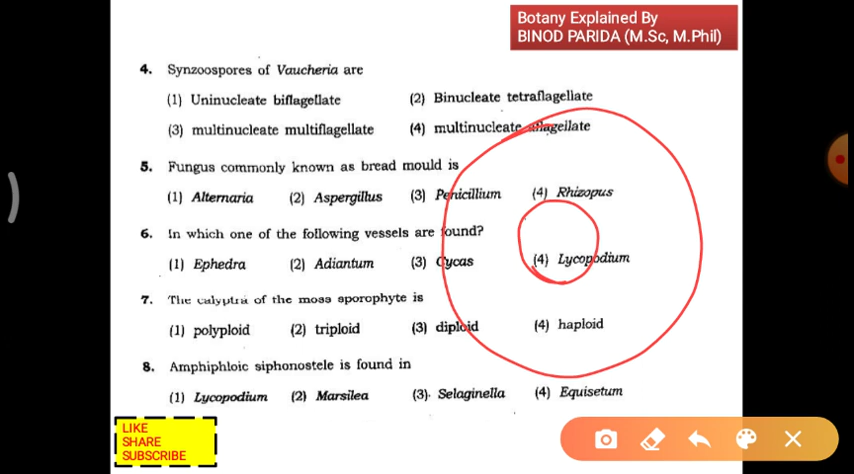 Botany Explained By
BINOD PARIDA (M.Sc, M.Phil)
4. Synzoospores of Vaucheria are
(1) Uninucleate biflagellate (2) Binucleate tetraflagellate
(3) multinucleate multiflagellate (4) multinucleate aflagellate
5. Fungus commonly known as bread mould is
(1) Alternaria (2) Aspergillus (3) Penicillium (4) Rhizopus
6. In which one of the following vessels are found?
(1) Ephedra (2) Adiantum (3) Cycas (4) Lycopodium
7. The calyptra of the moss sporophyte is
(1) polyploid (2) triploid (3) diploid (4) haploid
8. Amphiphloic siphonostele is found in
(1) Lycopodium (2) Marsilea (3) Selaginella (4) Equisetum
LIKE
SHARE
SUBSCRIBE